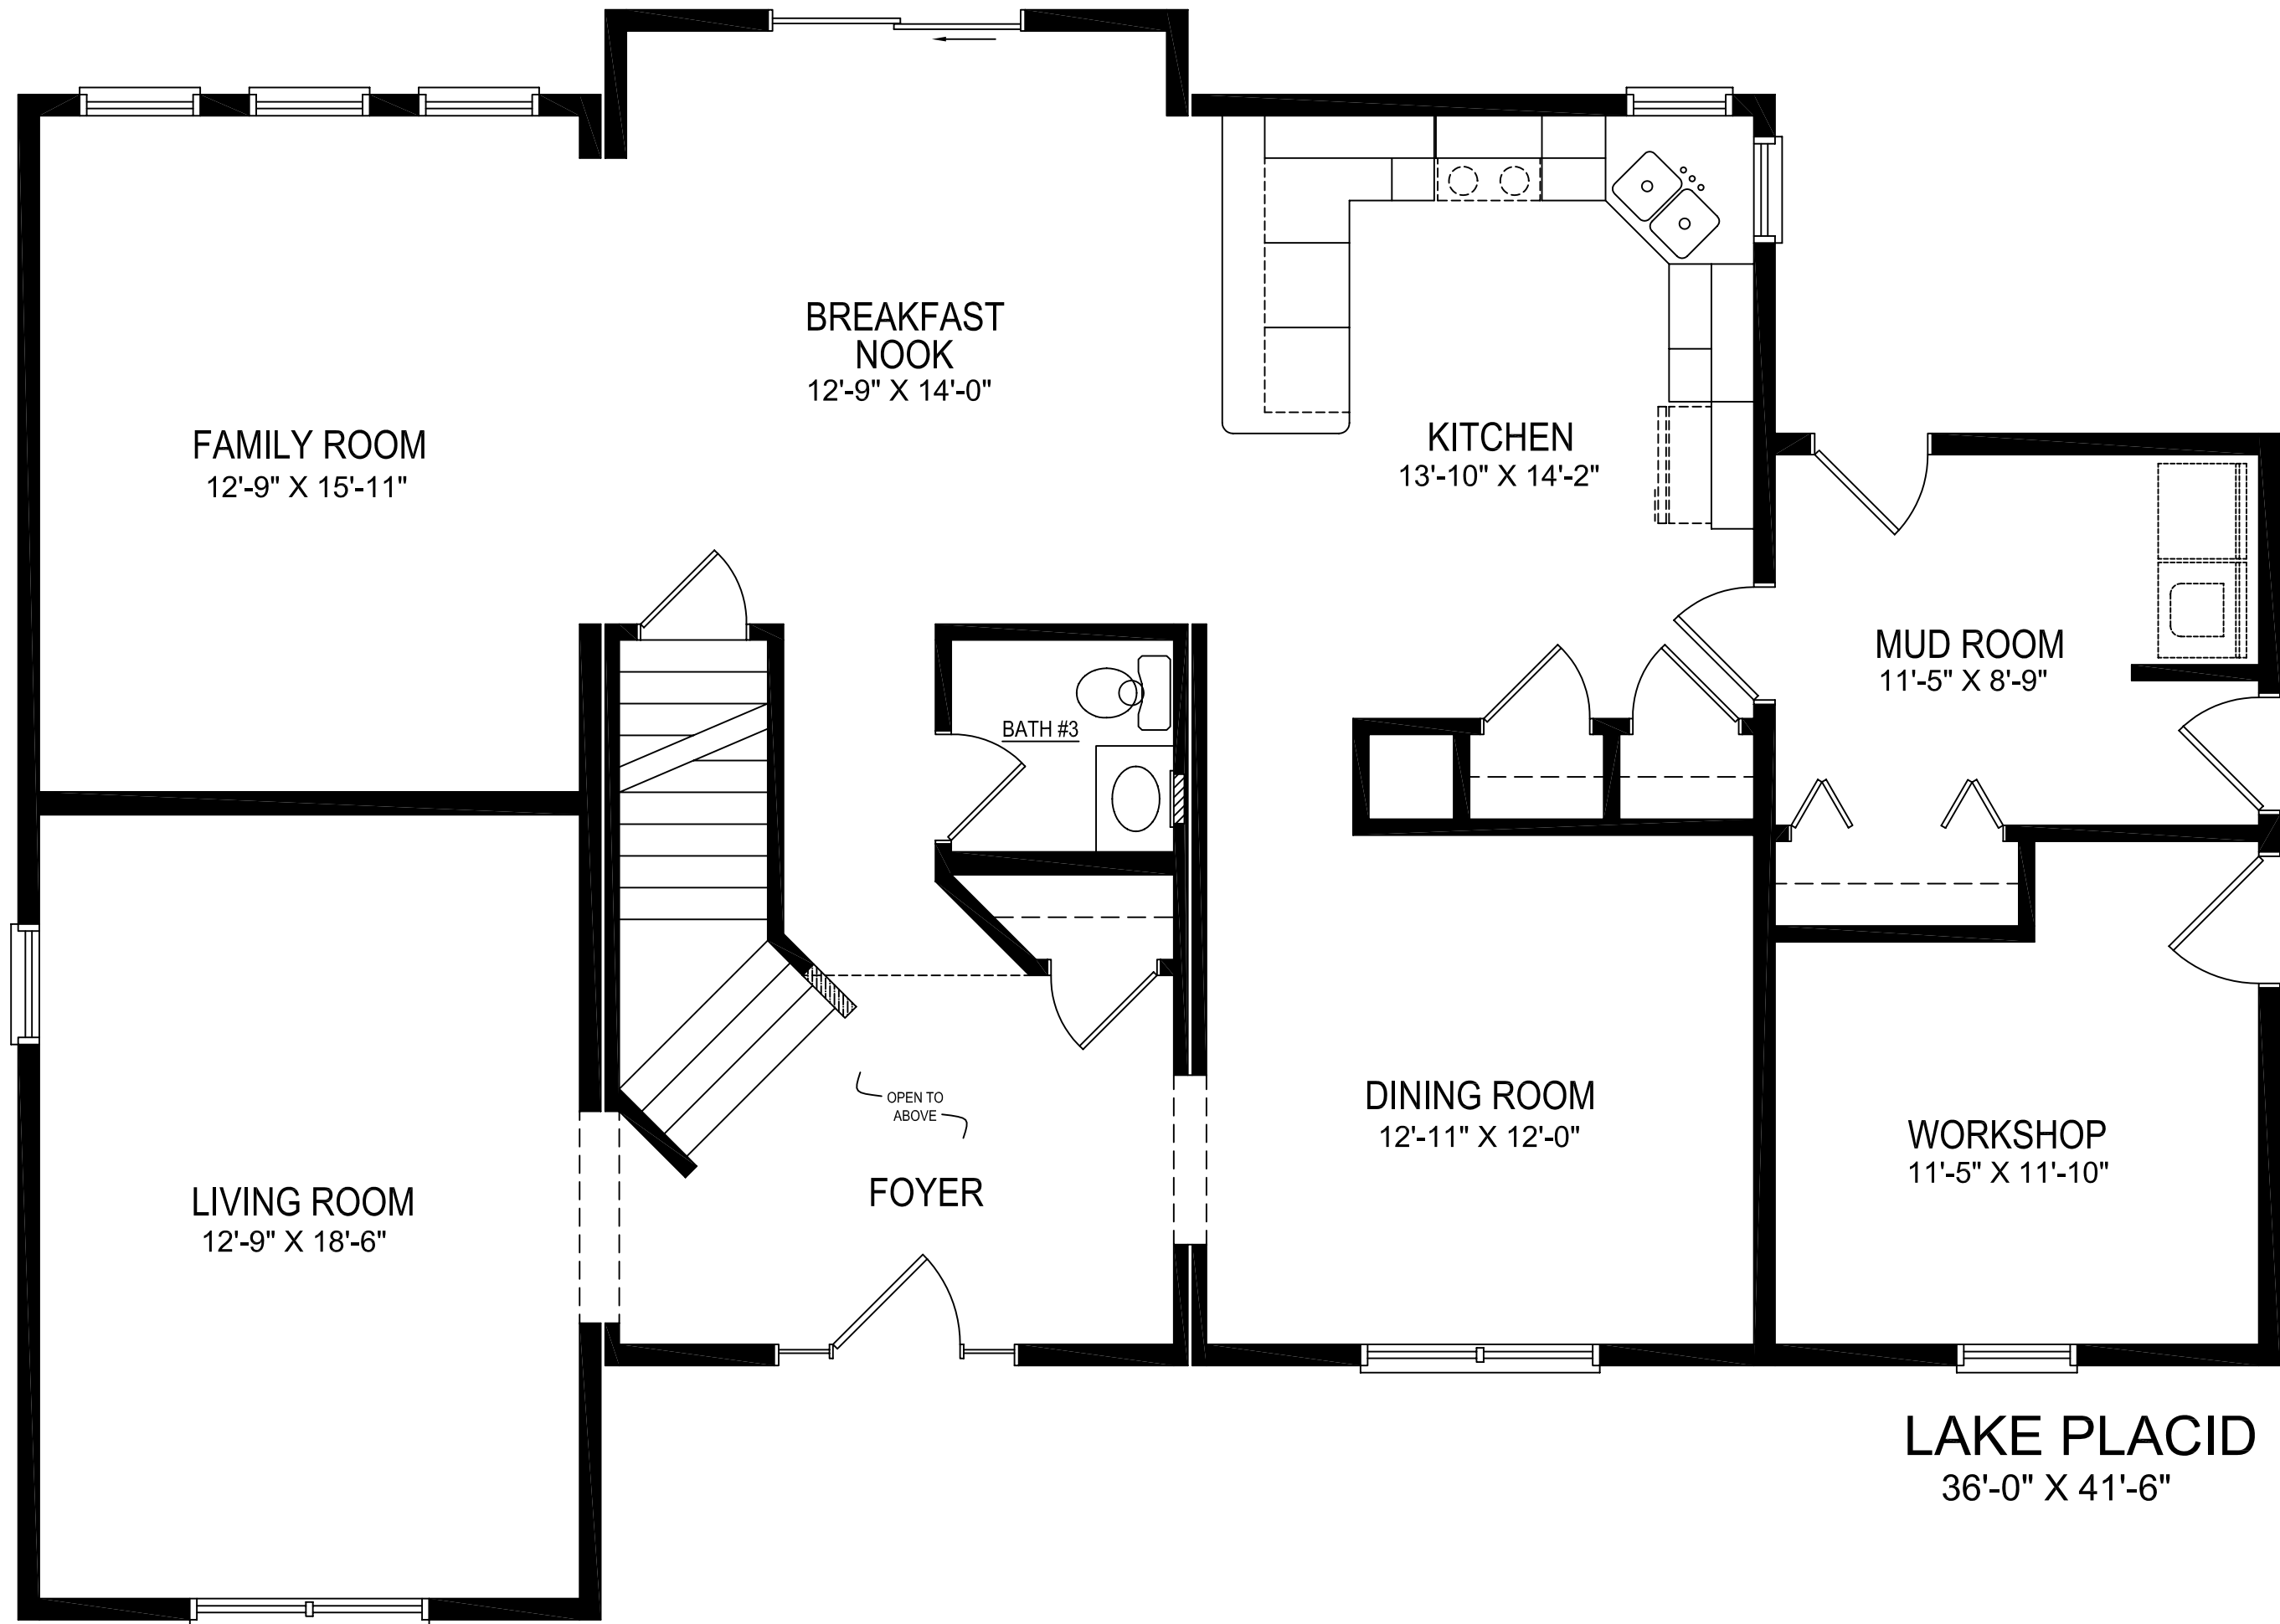 BREAKFAST
NOOK
12'-9" X 14'-0"
FAMILY ROOM
12'-9" X 15'-11"
KITCHEN
13'-10" X 14'-2"
MUD ROOM
11'-5" X 8'-9"
BATH #3
OPEN TO
ABOVE
DINING ROOM
12'-11" X 12'-0"
WORKSHOP
11'-5" X 11'-10"
FOYER
LIVING ROOM
12'-9" X 18'-6"
LAKE PLACID
36'-0" X 41'-6"